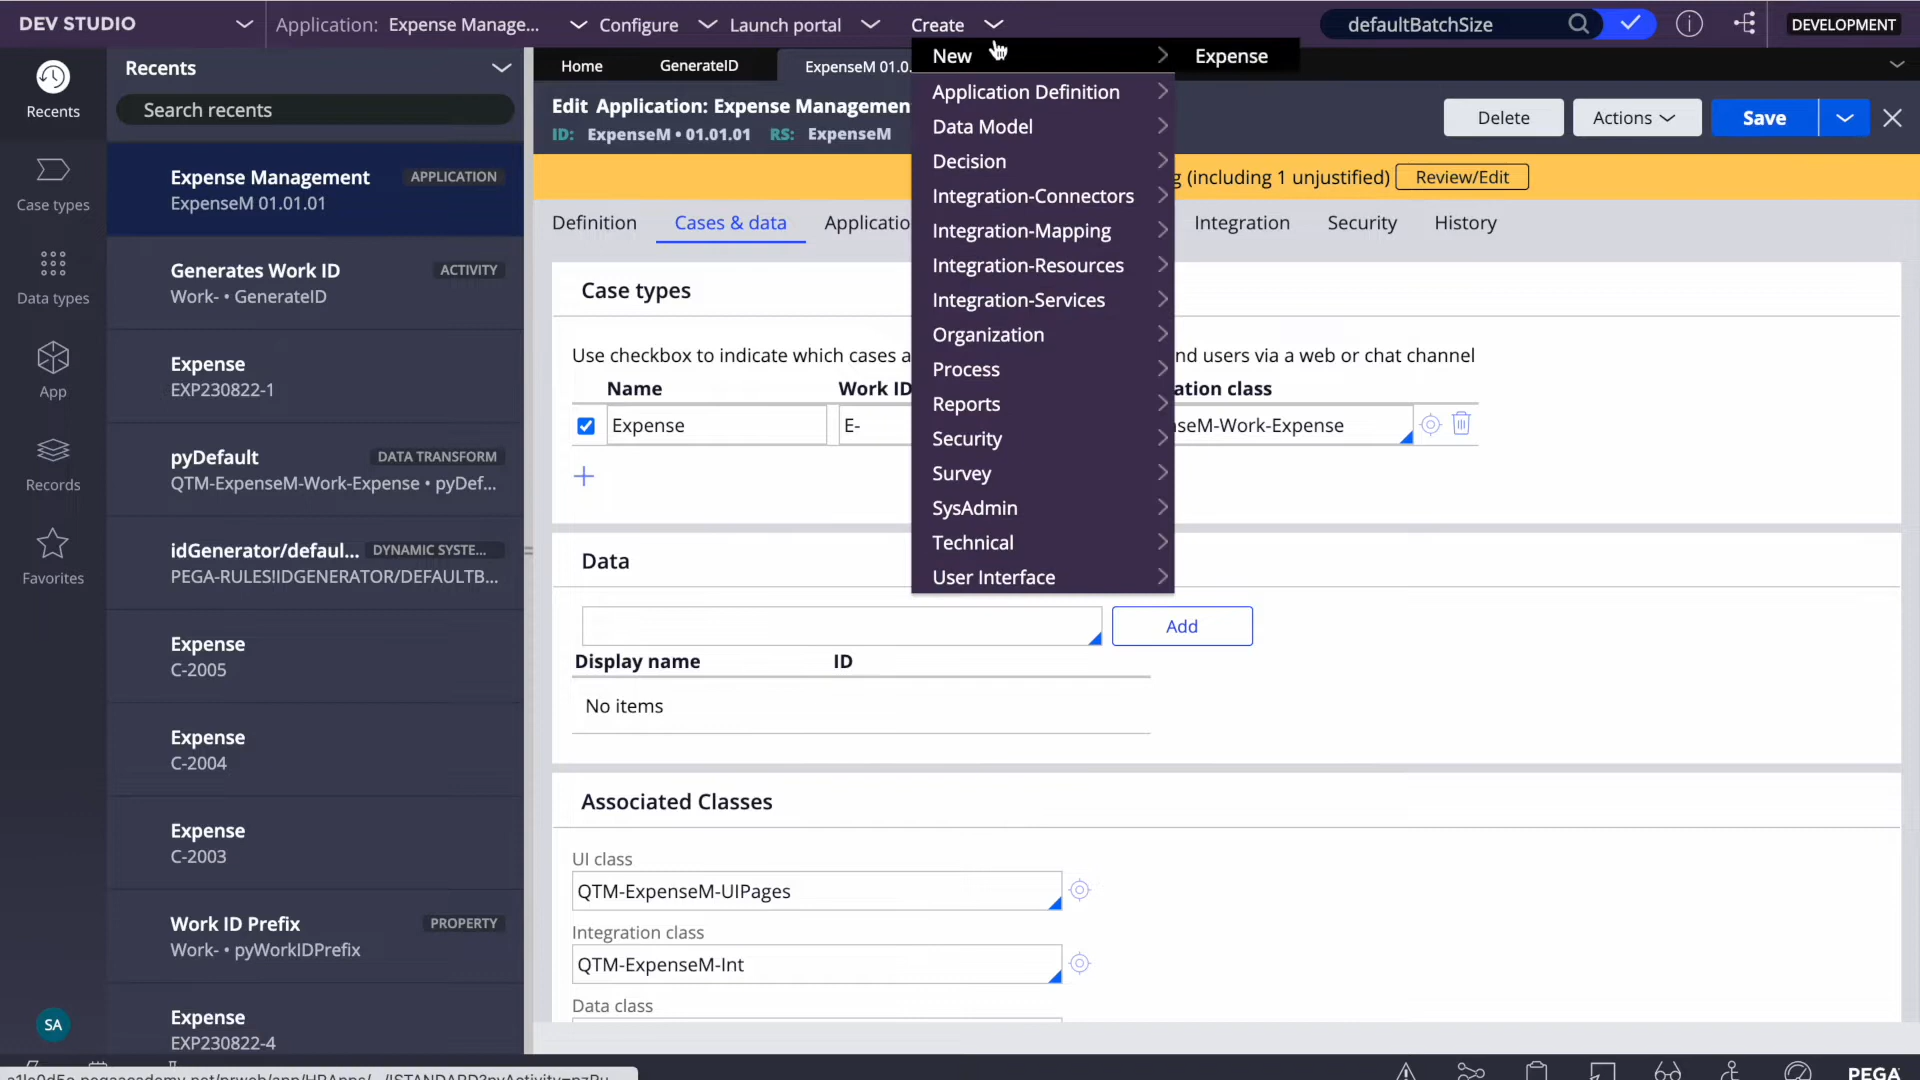 DEV STUDIO
Application: Expense Manage...
Configure
Launch portal
Create
defaultBatchSize
DEVELOPMENT
Recents
Case types
Data types
App
Records
Favorites
SA
Recents
Search recents
Expense Management APPLICATION
ExpenseM 01.01.01
Generates Work ID ACTIVITY
Work- • GenerateID
Expense
EXP230822-1
pyDefault DATA TRANSFORM
QTM-ExpenseM-Work-Expense • pyDef...
idGenerator/defaul... DYNAMIC SYSTE...
PEGA-RULES!IDGENERATOR/DEFAULTB...
Expense
C-2005
Expense
C-2004
Expense
C-2003
Work ID Prefix PROPERTY
Work- • pyWorkIDPrefix
Expense
EXP230822-4
Home
GenerateID
ExpenseM 01.0
New
Expense
Application Definition
Data Model
Decision
Integration-Connectors
Integration-Mapping
Integration-Resources
Integration-Services
Organization
Process
Reports
Security
Survey
SysAdmin
Technical
User Interface
Edit Application: Expense Managemen
ID: ExpenseM • 01.01.01 RS: ExpenseM
Delete
Actions
Save
(including 1 unjustified)
Review/Edit
Definition
Cases & data
Applicatio
Integration
Security
History
Case types
Use checkbox to indicate which cases a
nd users via a web or chat channel
Name
Work ID
ation class
Expense
E-
seM-Work-Expense
Data
Add
Display name
ID
No items
Associated Classes
UI class
QTM-ExpenseM-UIPages
Integration class
QTM-ExpenseM-Int
Data class
PEGA